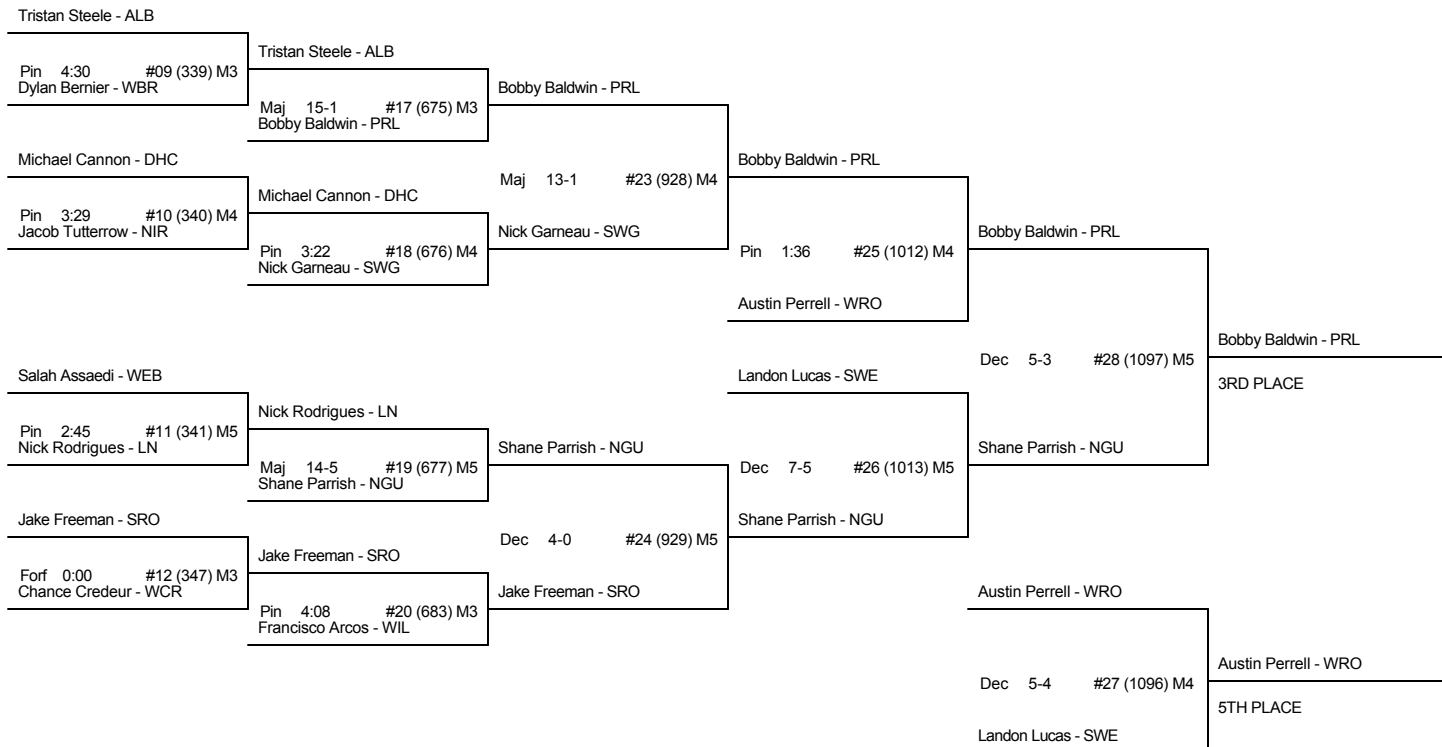 Tristan Steele - ALB
Pin 4:30 #09 (339) M3
Dylan Bernier - WBR
Michael Cannon - DHC
Pin 3:29 #10 (340) M4
Jacob Tutterrow - NIR
Salah Assaedi - WEB
Pin 2:45 #11 (341) M5
Nick Rodrigues - LN
Jake Freeman - SRO
Forf 0:00 #12 (347) M3
Chance Credeur - WCR
Tristan Steele - ALB
Maj 15-1 #17 (675) M3
Bobby Baldwin - PRL
Michael Cannon - DHC
Pin 3:22 #18 (676) M4
Nick Garneau - SWG
Nick Rodrigues - LN
Maj 14-5 #19 (677) M5
Shane Parrish - NGU
Jake Freeman - SRO
Pin 4:08 #20 (683) M3
Francisco Arcos - WIL
Bobby Baldwin - PRL
Maj 13-1 #23 (928) M4
Nick Garneau - SWG
Shane Parrish - NGU
Dec 4-0 #24 (929) M5
Jake Freeman - SRO
Bobby Baldwin - PRL
Pin 1:36 #25 (1012) M4
Austin Perrell - WRO
Landon Lucas - SWE
Dec 7-5 #26 (1013) M5
Shane Parrish - NGU
Bobby Baldwin - PRL
Dec 5-3 #28 (1097) M5
Shane Parrish - NGU
Austin Perrell - WRO
Dec 5-4 #27 (1096) M4
Landon Lucas - SWE
Bobby Baldwin - PRL
3RD PLACE
Austin Perrell - WRO
5TH PLACE